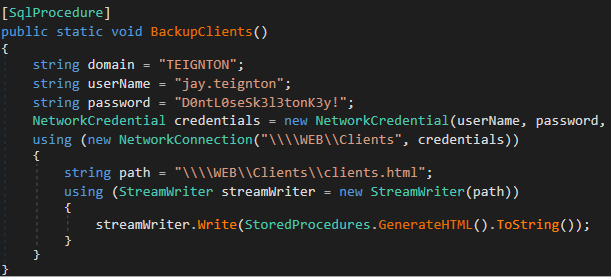 [SqlProcedure]
public static void BackupClients()
{
string domain = "TEIGNTON";
string userName = "jay.teignton";
string password = "D0ntL0seSk3l3tonK3y!";
NetworkCredential credentials = new NetworkCredential(userName, password,
using (new NetworkConnection("\\\\WEB\\Clients", credentials))
{
string path = "\\\\WEB\\Clients\\clients.html";
using (StreamWriter streamWriter = new StreamWriter(path))
{
streamWriter.Write(StoredProcedures.GenerateHTML().ToString());
}
}
}